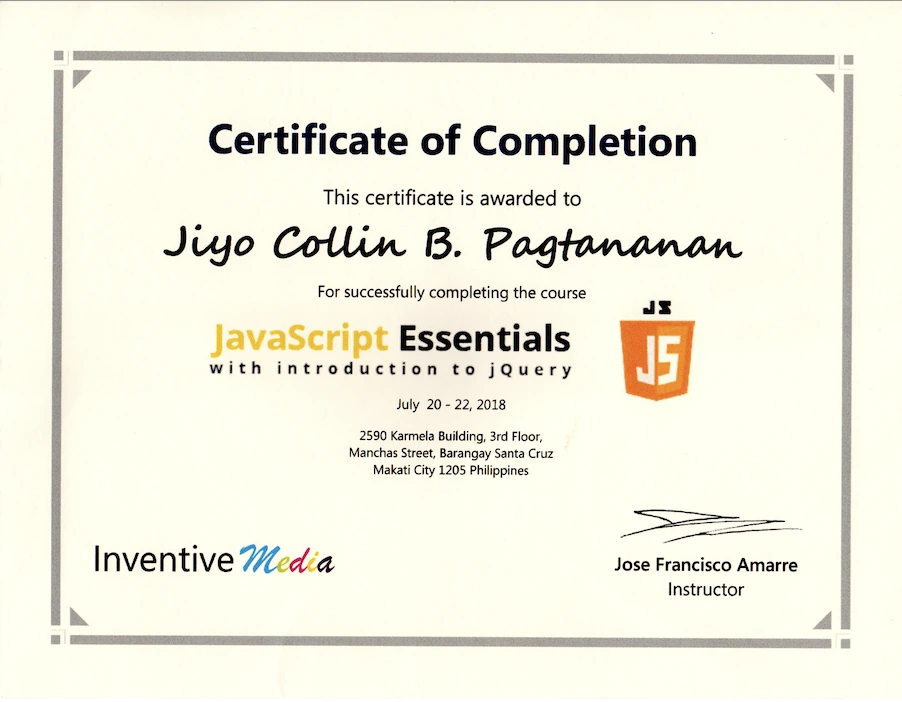 Certificate of Completion
This certificate is awarded to
Jiyo Collin B. Pagtananan
For successfully completing the course
JS
JavaScript Essentials
JS
with introduction to jQuery
July 20 - 22, 2018
2590 Karmela Building, 3rd Floor,
Manchas Street, Barangay Santa Cruz
Makati City 1205 Philippines
Inventive Media
Jose Francisco Amarre
Instructor